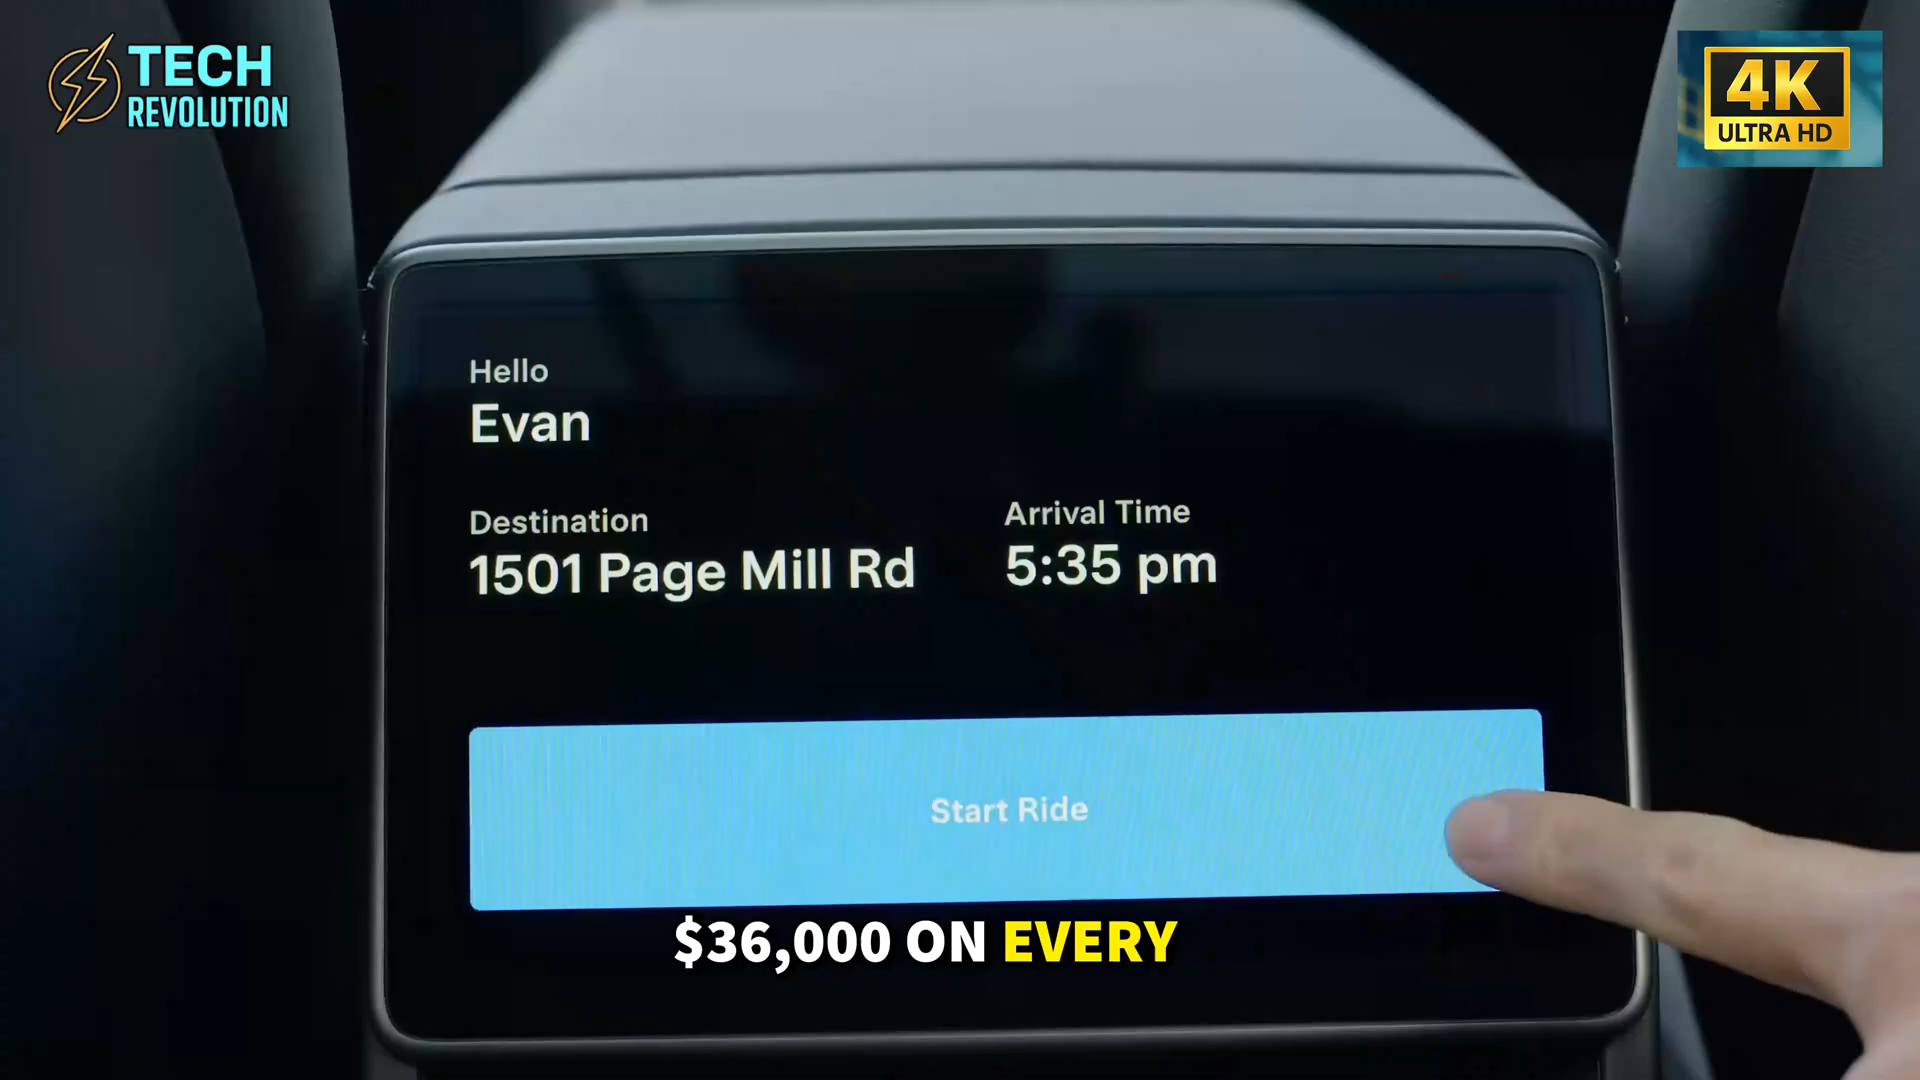 TECH
REVOLUTION
4K
ULTRA HD
Hello
Evan
Destination
1501 Page Mill Rd
Arrival Time
5:35 pm
Start Ride
$36,000 ON EVERY